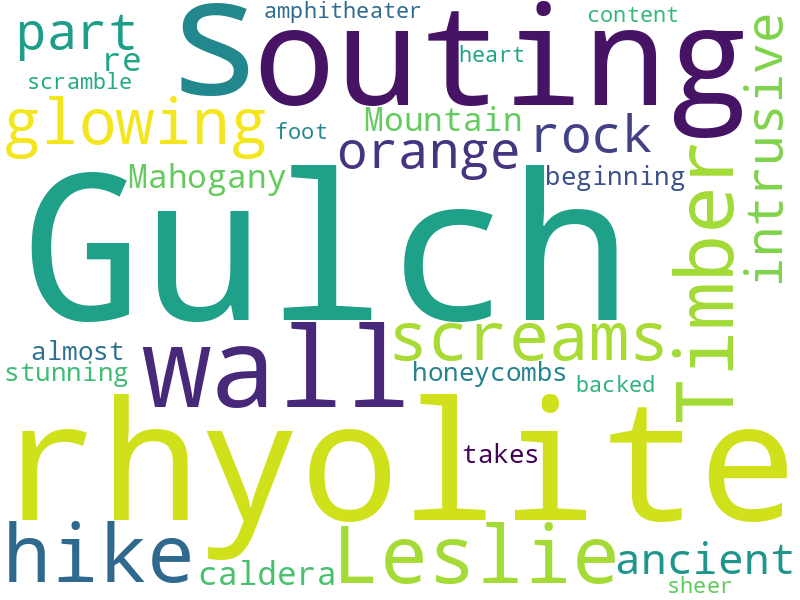 amphitheater
content
Souting
part
re
heart
scramble
glowing
foot
Mountain
rock
orange
intrusive
Mahogany
beginning
Gulch
Timber
screams
wall
almost
stunning
honeycombs
backed
rhyolite
takes
hike
Leslie
ancient
caldera
sheer